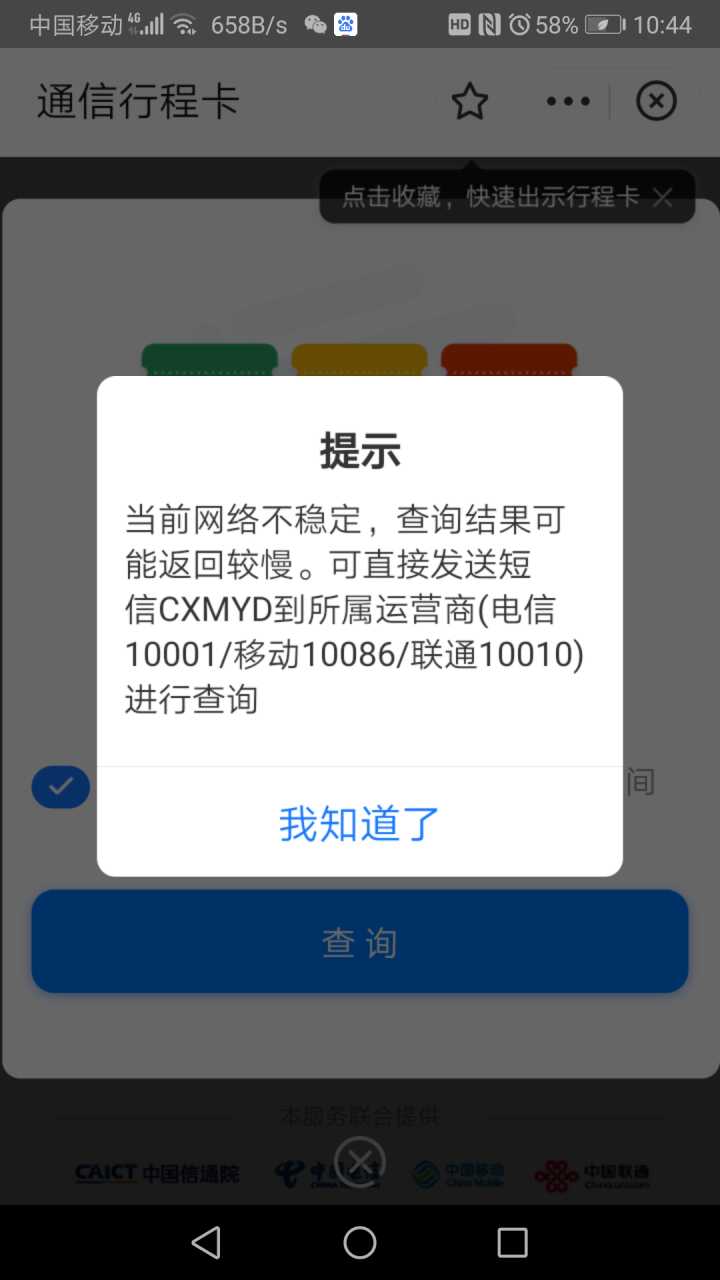 中国移动 4G 658B/s HD 58% 10:44
通信行程卡
点击收藏，快速出示行程卡
提示
当前网络不稳定，查询结果可
能返回较慢。可直接发送短
信CXMYD到所属运营商(电信
10001/移动10086/联通10010)
进行查询
间
我知道了
查询
本服务联合提供
CAICT 中国信通院 中国电信 中国移动 China Mobile 中国联通 China unicom